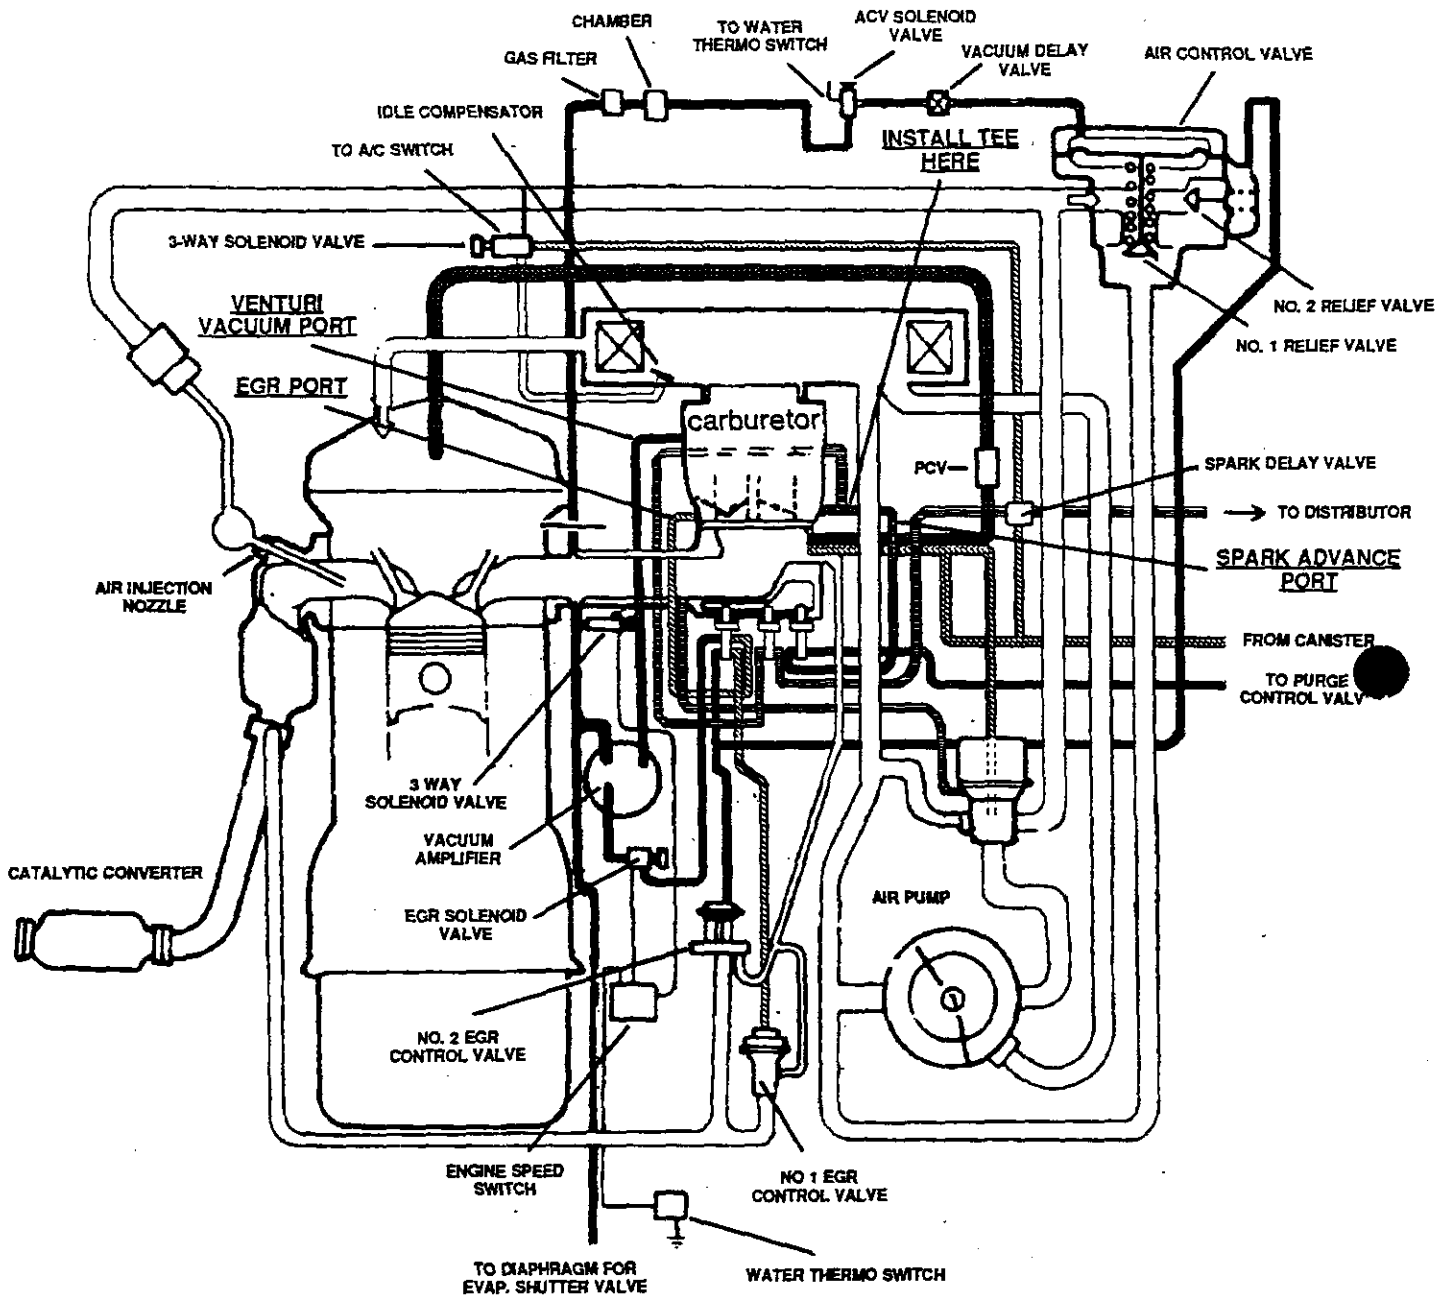 CHAMBER
GAS FILTER
IDLE COMPENSATOR
TO A/C SWITCH
3-WAY SOLENOID VALVE
TO WATER
THERMO SWITCH
ACV SOLENOID
VALVE
VACUUM DELAY
VALVE
AIR CONTROL VALVE
INSTALL TEE
HERE
VENTURI
VACUUM PORT
EGR PORT
NO. 2 RELIEF VALVE
NO. 1 RELIEF VALVE
carburetor
PCV
SPARK DELAY VALVE
TO DISTRIBUTOR
SPARK ADVANCE
PORT
AIR INJECTION
NOZZLE
FROM CANISTER
TO PURGE
CONTROL VALV
3 WAY
SOLENOID VALVE
VACUUM
AMPLIFIER
CATALYTIC CONVERTER
EGR SOLENOID
VALVE
AIR PUMP
NO. 2 EGR
CONTROL VALVE
ENGINE SPEED
SWITCH
NO 1 EGR
CONTROL VALVE
TO DIAPHRAGM FOR
EVAP. SHUTTER VALVE
WATER THERMO SWITCH